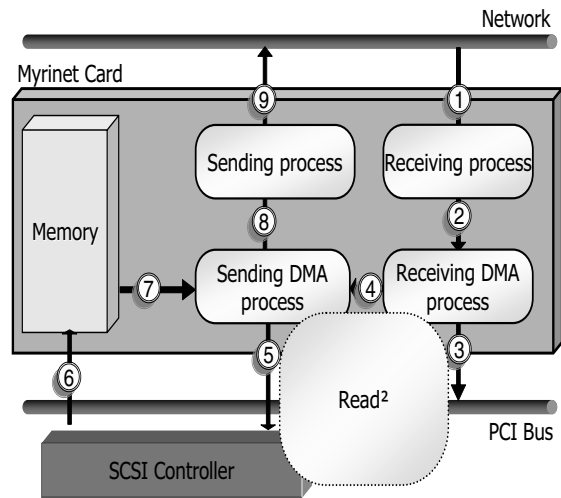 Network
Myrinet Card
9
1
Sending process
Receiving process
8
2
Memory
Sending DMA
process
Receiving DMA
process
7
4
5
3
6
Read²
PCI Bus
SCSI Controller